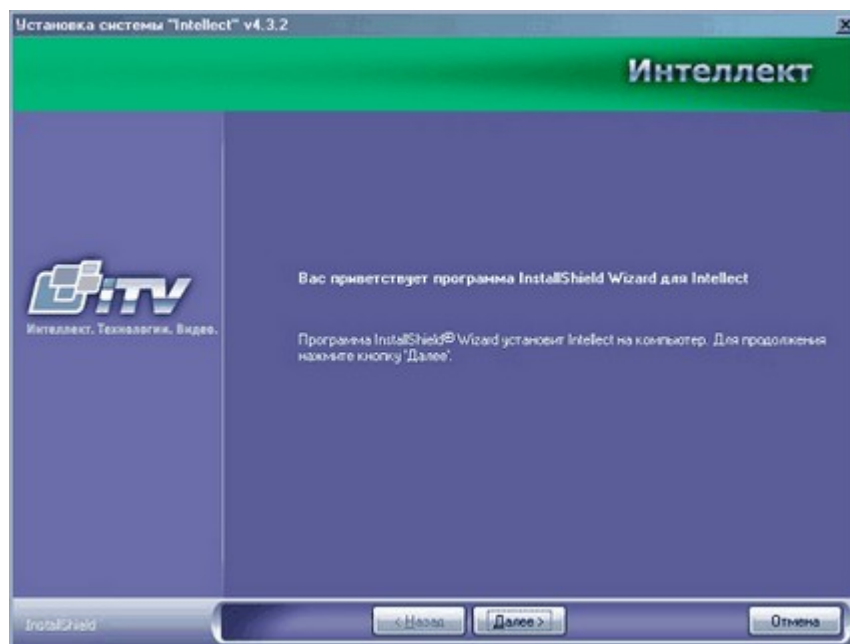 Установка системы "Intellect" v4.3.2
Интеллект
iTV
Интеллект. Технологии. Видео.
Вас приветствует программа InstallShield Wizard для Intellect
Программа InstallShield® Wizard установит Intellect на компьютер. Для продолжения
нажмите кнопку 'Далее'.
InstallShield
< Назад
Далее >
Отмена